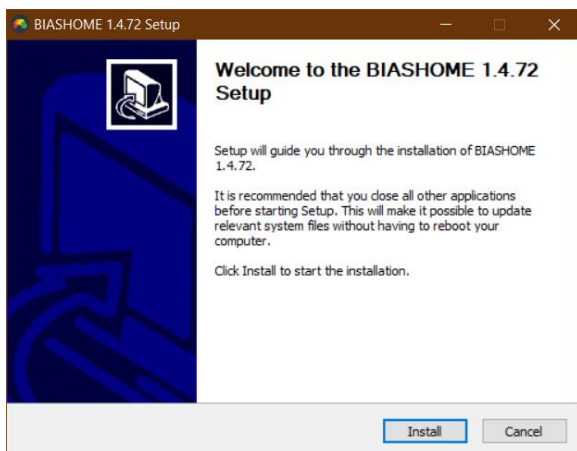 BIASHOME 1.4.72 Setup
Welcome to the BIASHOME 1.4.72
Setup
Setup will guide you through the installation of BIASHOME
1.4.72.
It is recommended that you close all other applications
before starting Setup. This will make it possible to update
relevant system files without having to reboot your
computer.
Click Install to start the installation.
Install
Cancel